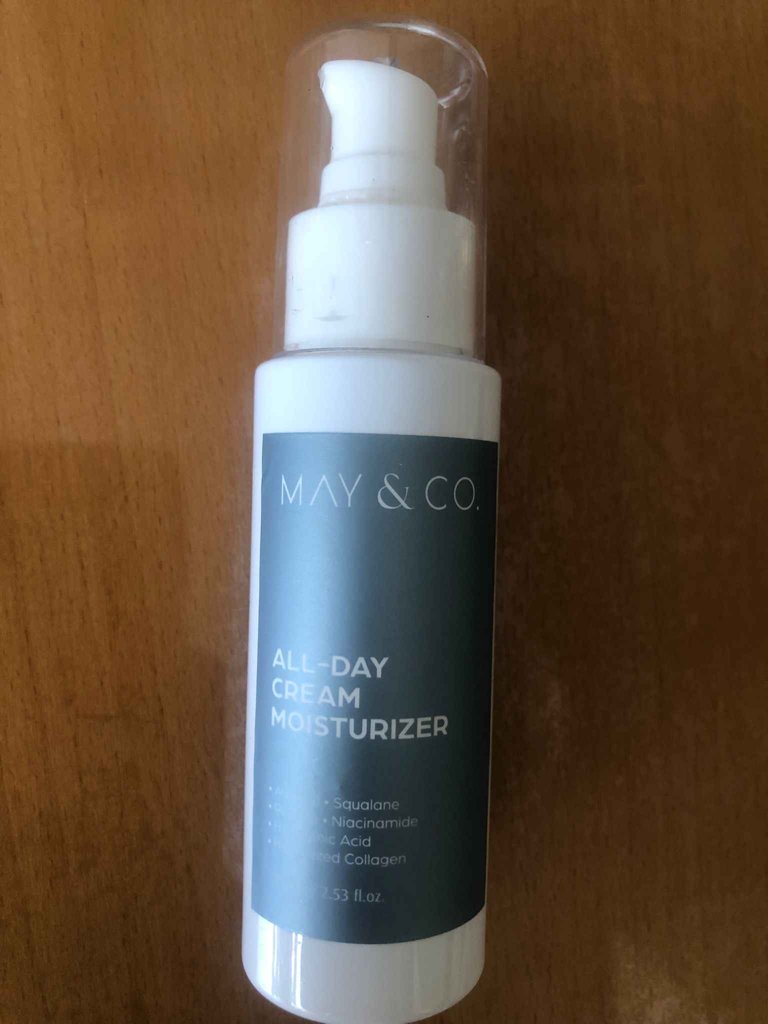 MAY & CO.
ALL-DAY
CREAM
MOISTURIZER
• Squalane
• Niacinamide
Acid
Collagen
2.53 fl.oz.